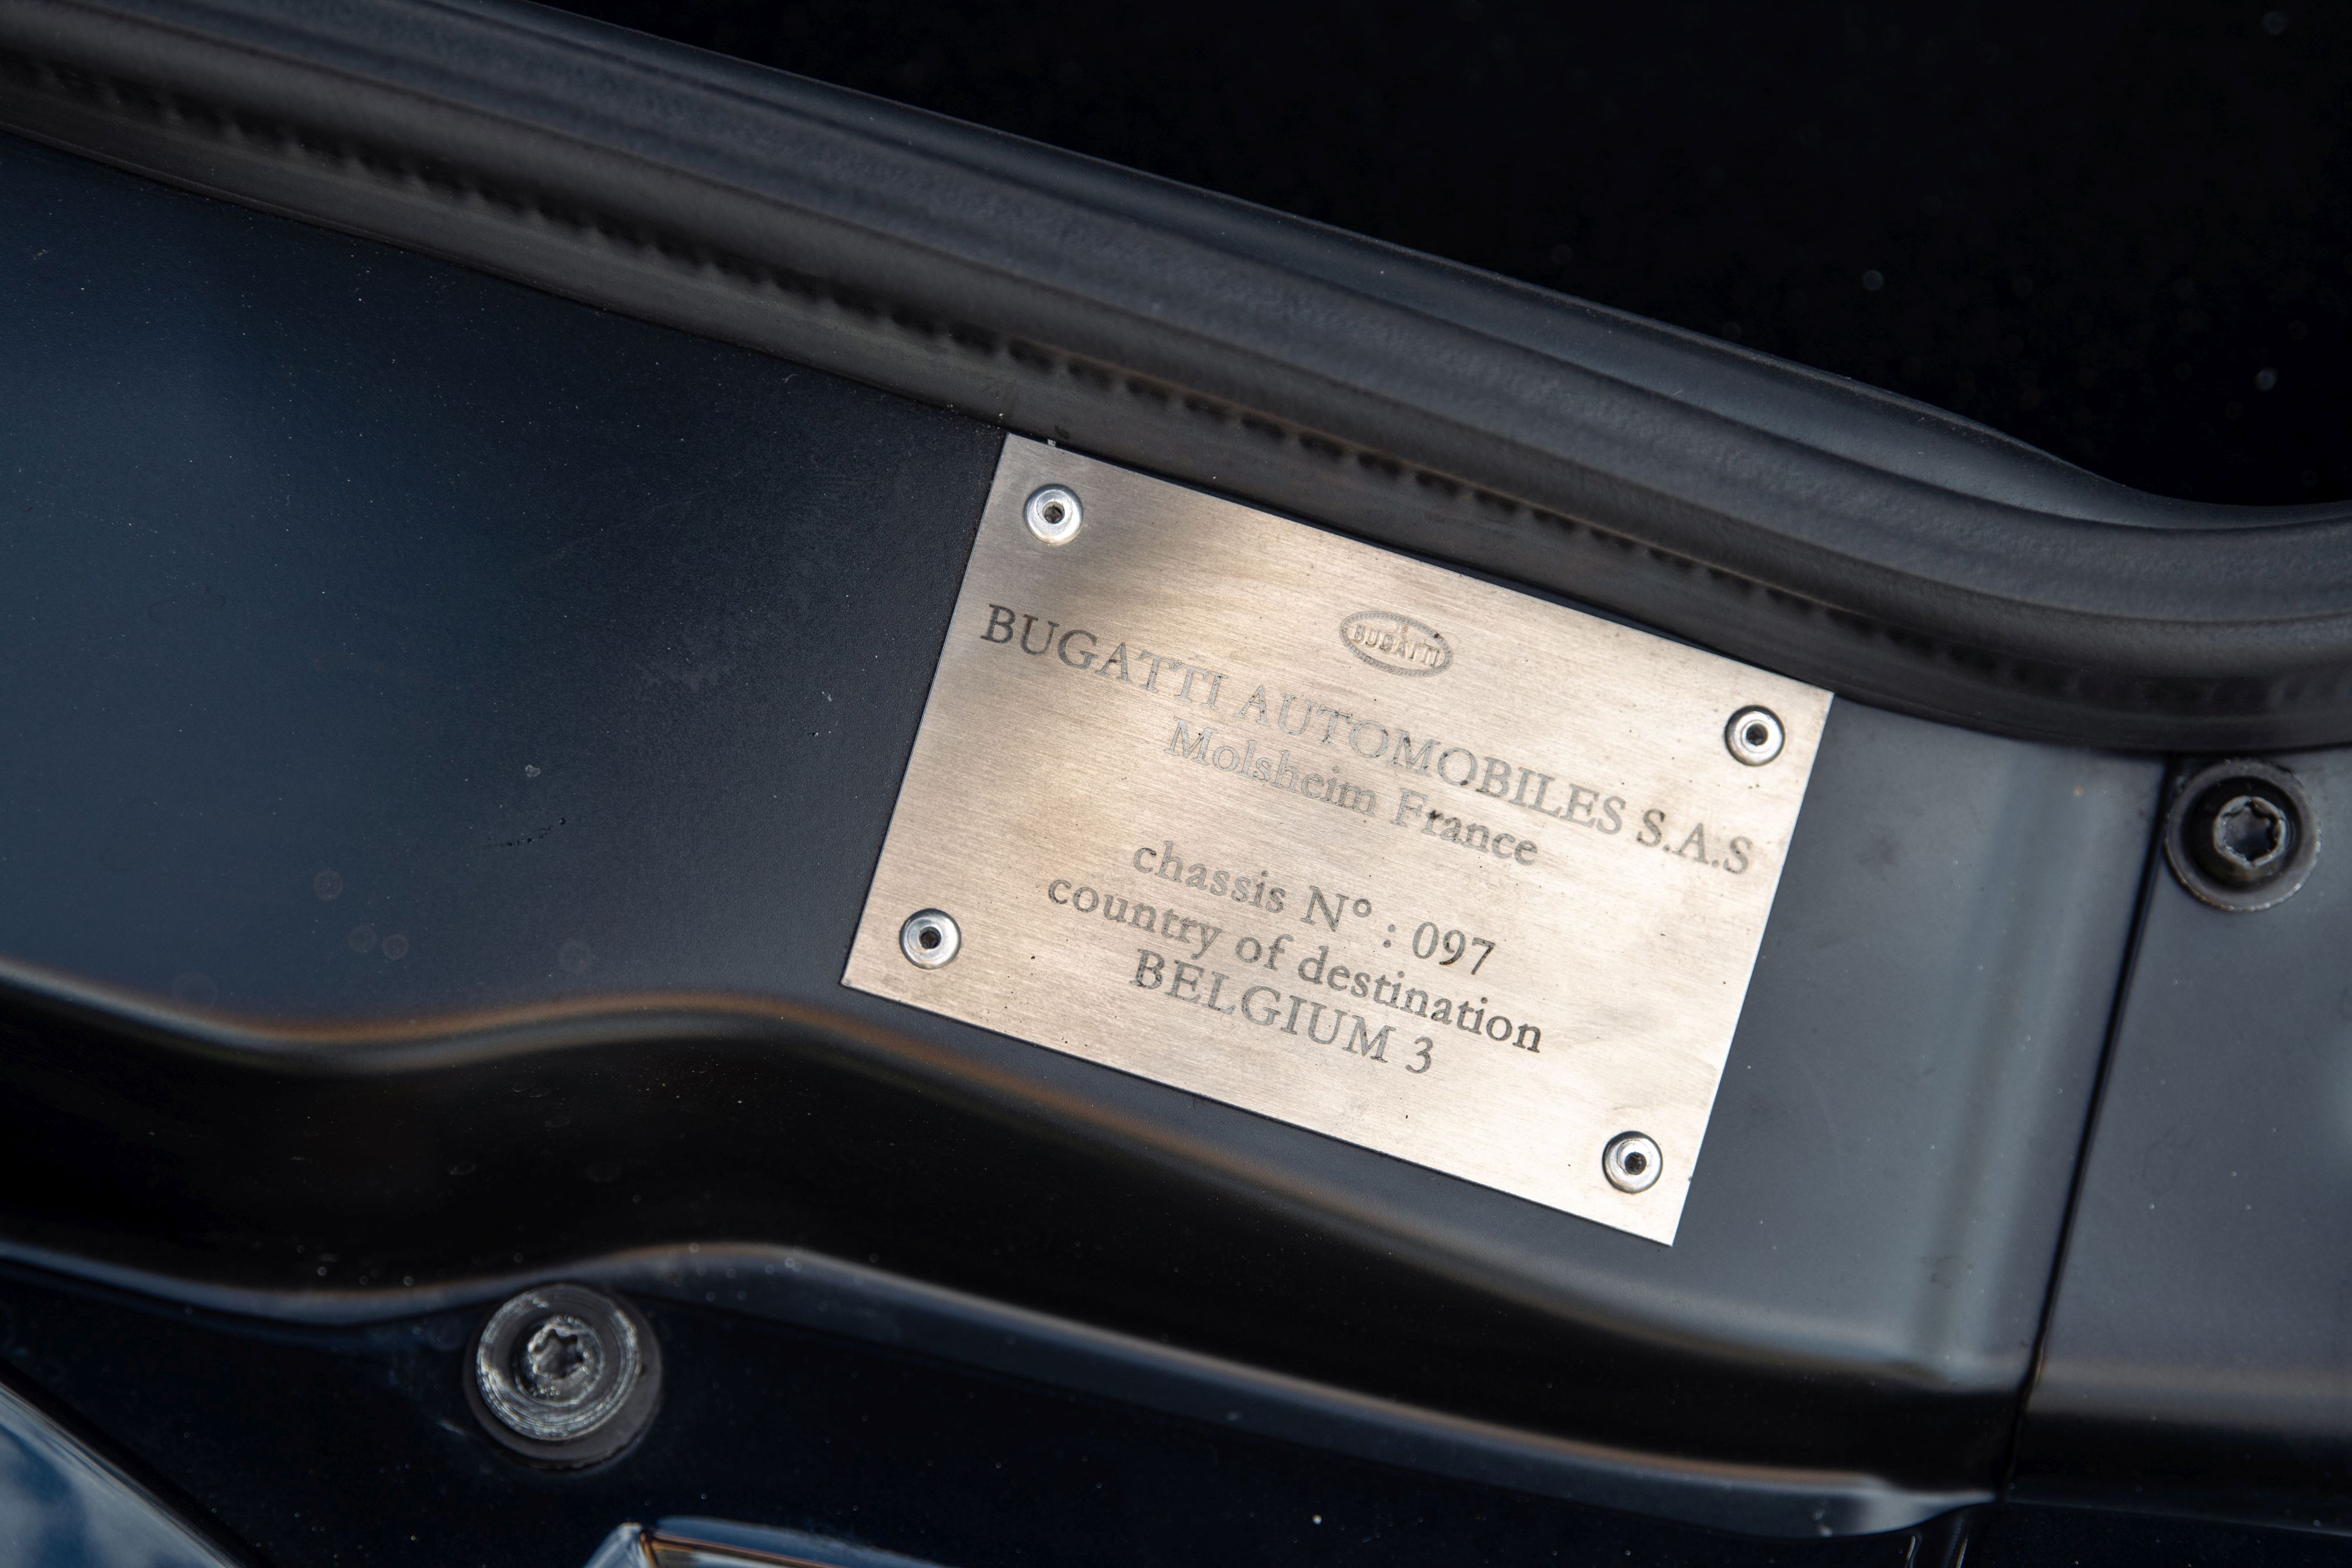 BUGATTI
BUGATTI AUTOMOBILES S.A.S
Molsheim France
chassis N° : 097
country of destination
BELGIUM 3